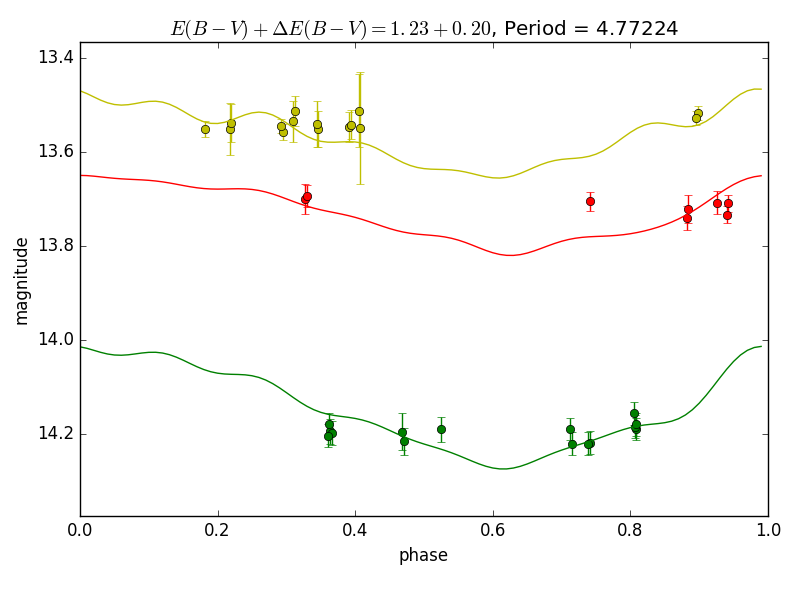 E(B − V) + ΔE(B − V) = 1.23 + 0.20, Period = 4.77224
13.4
13.6
13.8
14.0
14.2
magnitude
0.0 0.2 0.4 0.6 0.8 1.0
phase